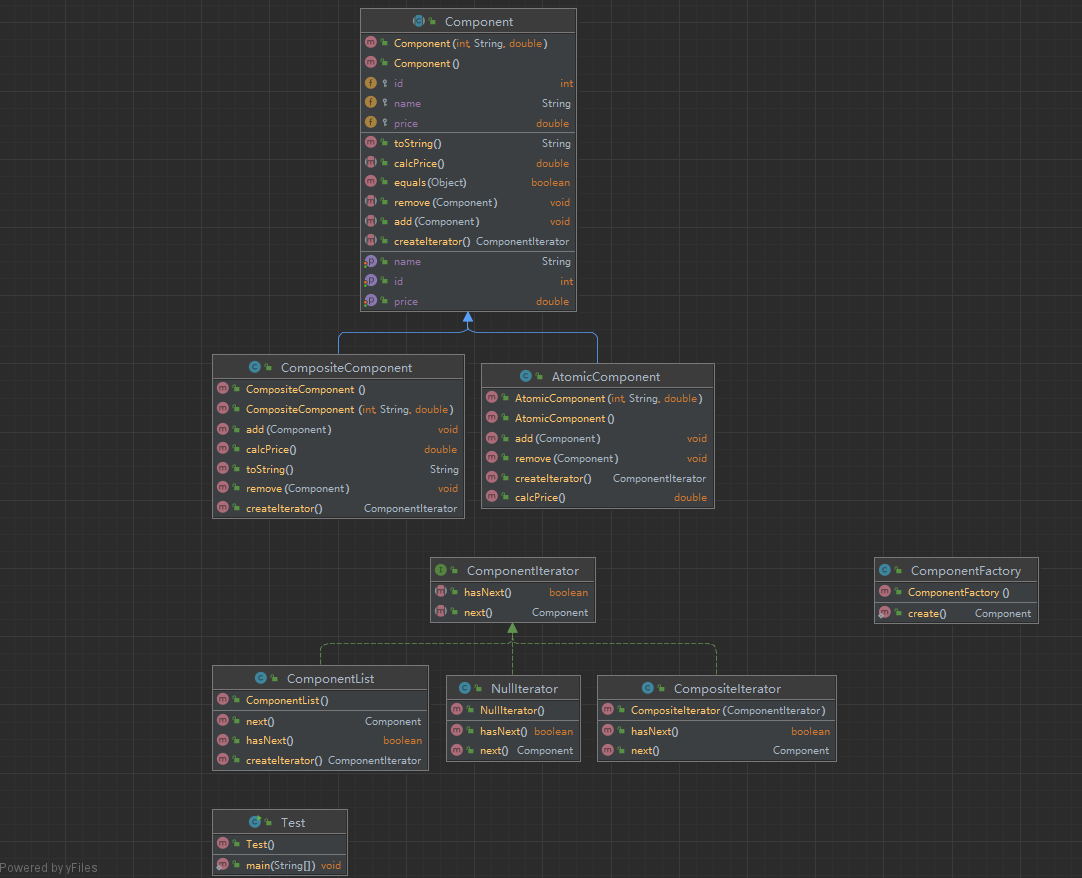 Component
Component(int, String, double)
Component()
id int
name String
price double
toString() String
calcPrice() double
equals(Object) boolean
remove(Component) void
add(Component) void
createIterator() ComponentIterator
name String
id int
price double
CompositeComponent
CompositeComponent ()
CompositeComponent (int, String, double)
add(Component) void
calcPrice() double
toString() String
remove(Component) void
createIterator() ComponentIterator
AtomicComponent
AtomicComponent(int, String, double)
AtomicComponent()
add(Component) void
remove(Component) void
createIterator() ComponentIterator
calcPrice() double
ComponentIterator
hasNext() boolean
next() Component
ComponentFactory
ComponentFactory ()
create() Component
ComponentList
ComponentList()
next() Component
hasNext() boolean
createIterator() ComponentIterator
NullIterator
NullIterator()
hasNext() boolean
next() Component
CompositeIterator
CompositeIterator(ComponentIterator)
hasNext() boolean
next() Component
Test
Test()
main(String[]) void
Powered by yFiles